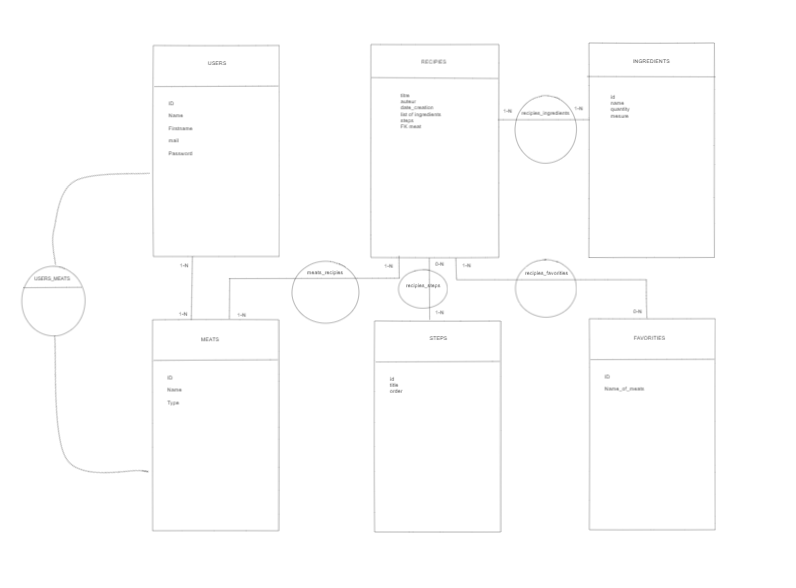 USERS
ID
Name
Firstname
mail
Password
RECIPIES
title
auteur
date_creation
list of ingredients
steps
FK meat
INGREDIENTS
id
name
quantity
mesure
1-N
recipies_ingredients
1-N
USERS_MEATS
1-N
1-N
meats_recipies
1-N
1-N
0-N
recipies_steps
1-N
1-N
recipies_favorities
0-N
MEATS
ID
Name
Type
STEPS
id
title
order
FAVORITIES
ID
Name_of_meats